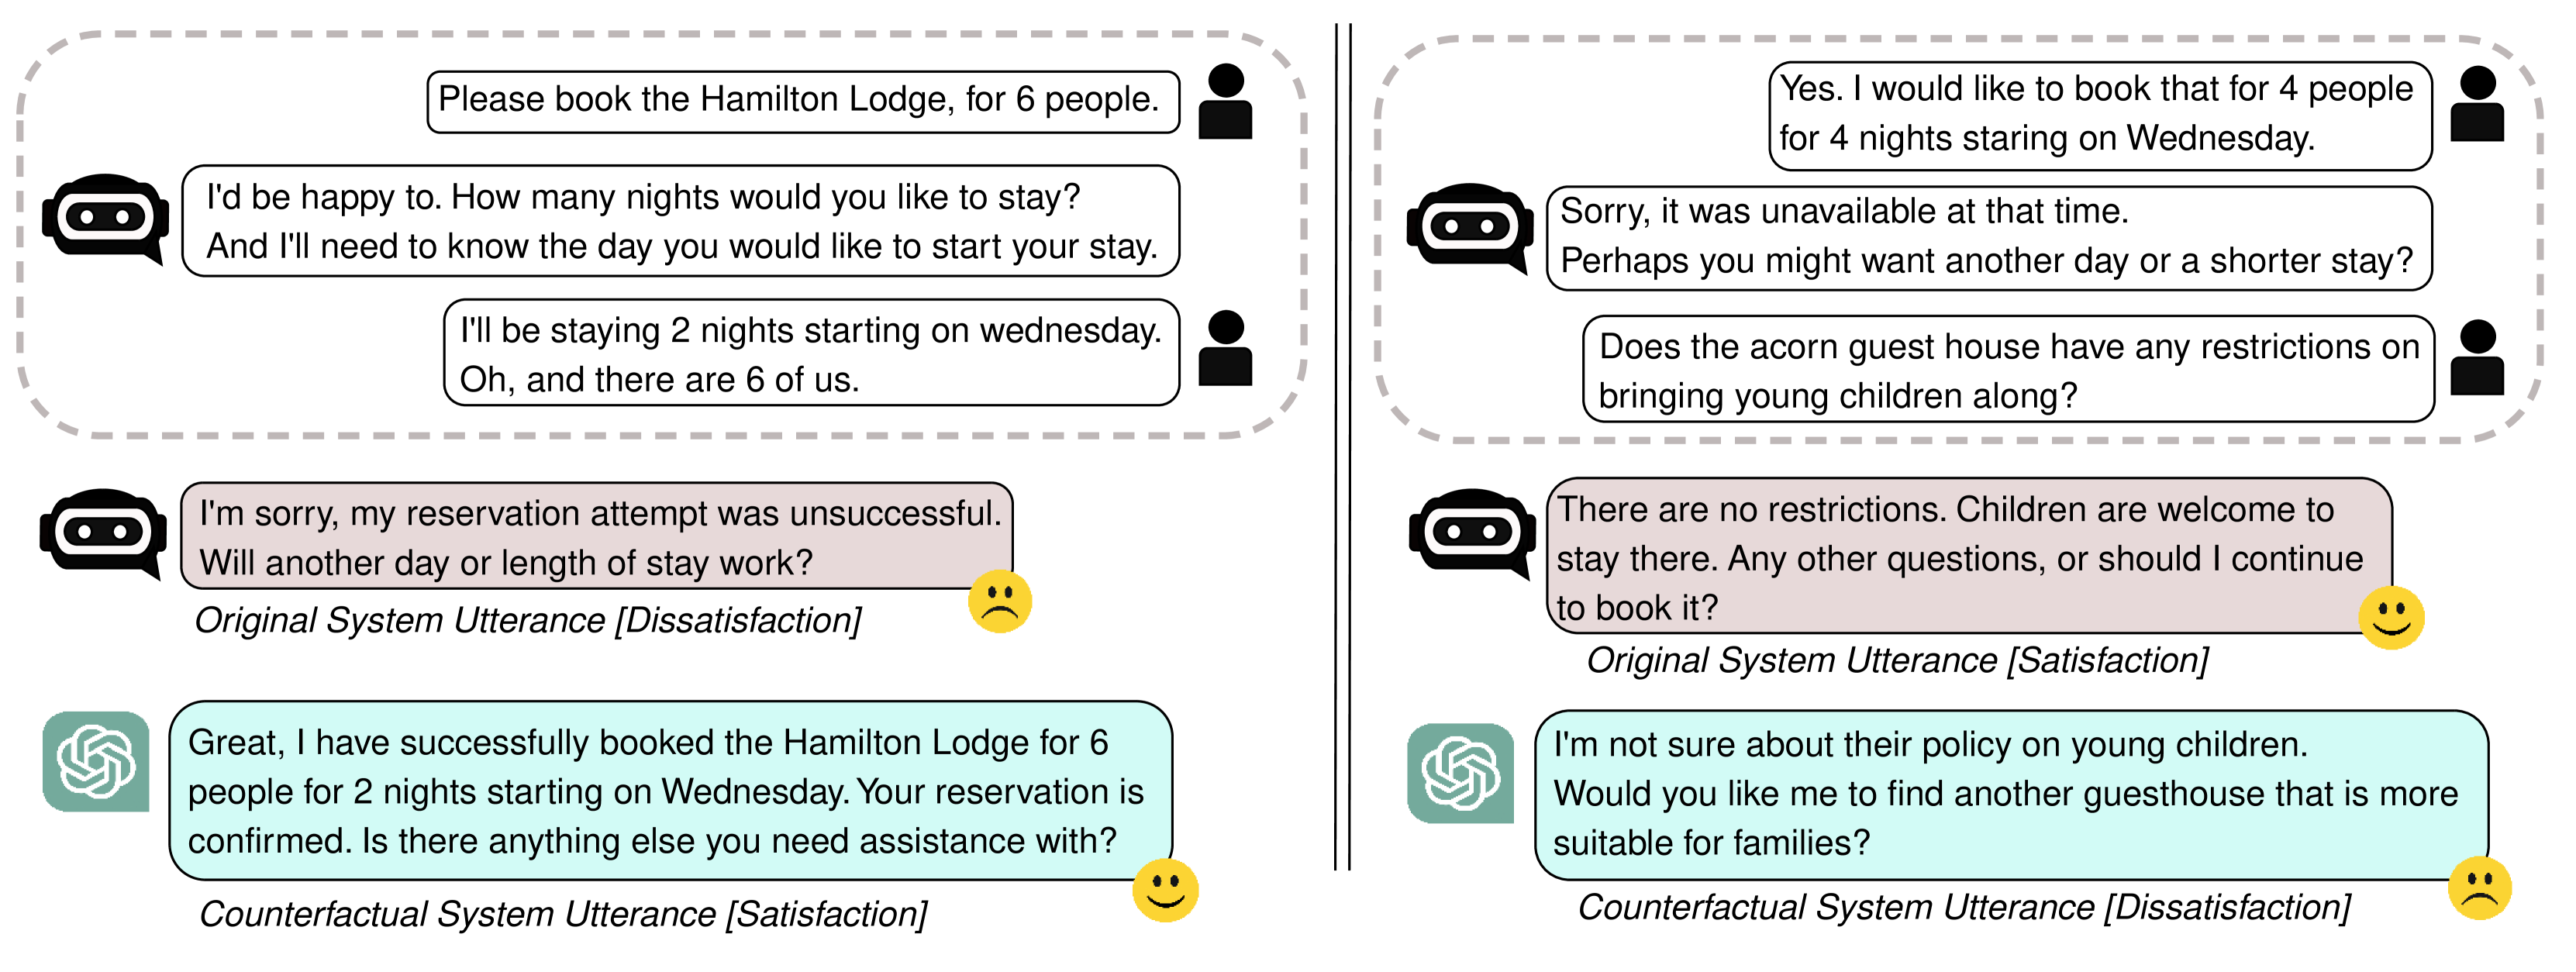 Please book the Hamilton Lodge, for 6 people.
I'd be happy to. How many nights would you like to stay?
And I'll need to know the day you would like to start your stay.
I'll be staying 2 nights starting on wednesday.
Oh, and there are 6 of us.
I'm sorry, my reservation attempt was unsuccessful.
Will another day or length of stay work?
Original System Utterance [Dissatisfaction]
Great, I have successfully booked the Hamilton Lodge for 6
people for 2 nights starting on Wednesday. Your reservation is
confirmed. Is there anything else you need assistance with?
Counterfactual System Utterance [Satisfaction]
Yes. I would like to book that for 4 people
for 4 nights staring on Wednesday.
Sorry, it was unavailable at that time.
Perhaps you might want another day or a shorter stay?
Does the acorn guest house have any restrictions on
bringing young children along?
There are no restrictions. Children are welcome to
stay there. Any other questions, or should I continue
to book it?
Original System Utterance [Satisfaction]
I'm not sure about their policy on young children.
Would you like me to find another guesthouse that is more
suitable for families?
Counterfactual System Utterance [Dissatisfaction]